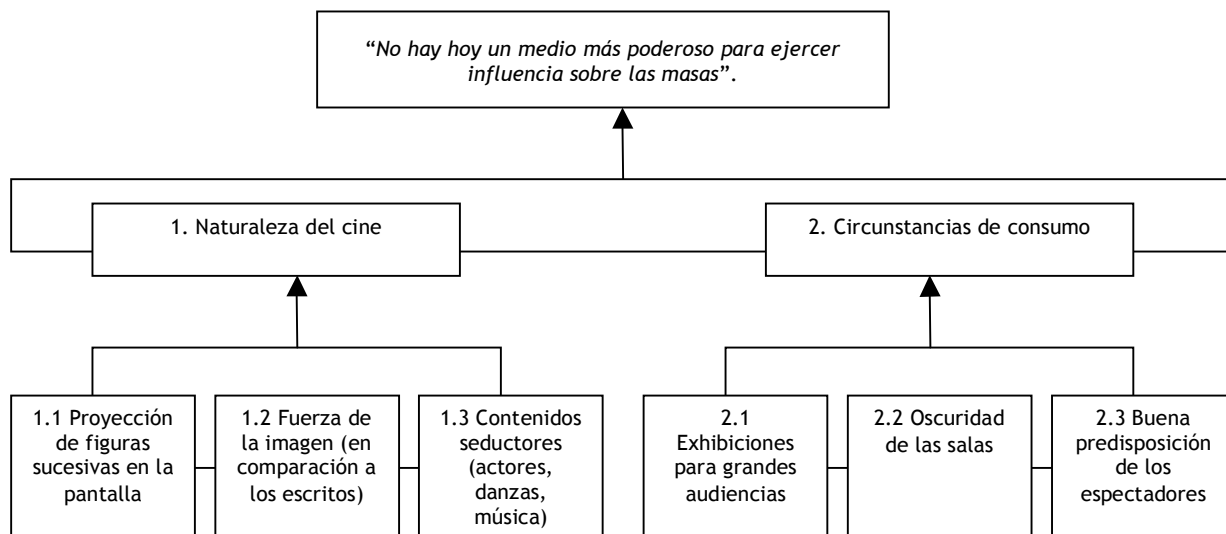 “No hay hoy un medio más poderoso para ejercer
influencia sobre las masas”.
1. Naturaleza del cine
2. Circunstancias de consumo
1.1 Proyección
de figuras
sucesivas en la
pantalla
1.2 Fuerza de
la imagen (en
comparación a
los escritos)
1.3 Contenidos
seductores
(actores,
danzas,
música)
2.1
Exhibiciones
para grandes
audiencias
2.2 Oscuridad
de las salas
2.3 Buena
predisposición
de los
espectadores